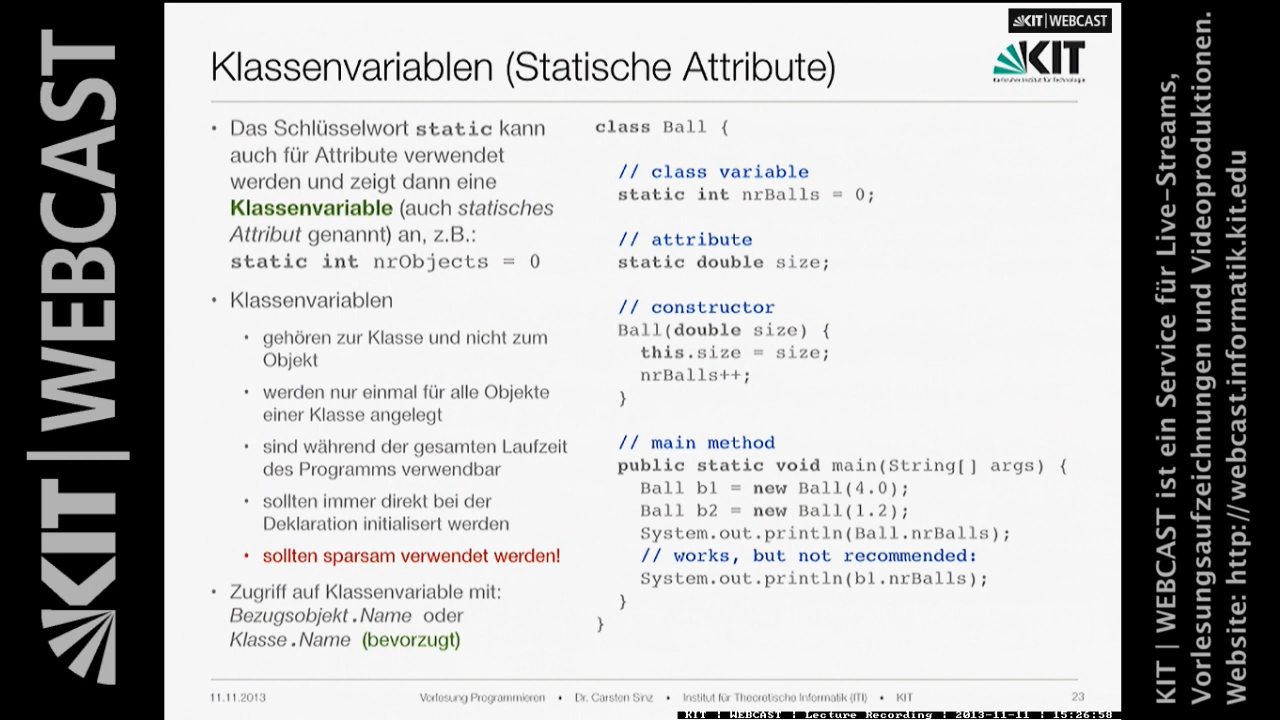 KIT | WEBCAST
KIT | WEBCAST
Klassenvariablen (Statische Attribute)
KIT
Karlsruher Institut für Technologie
• Das Schlüsselwort static kann
auch für Attribute verwendet
werden und zeigt dann eine
Klassenvariable (auch statisches
Attribut genannt) an, z.B.:
static int nrObjects = 0
• Klassenvariablen
• gehören zur Klasse und nicht zum
Objekt
• werden nur einmal für alle Objekte
einer Klasse angelegt
• sind während der gesamten Laufzeit
des Programms verwendbar
• sollten immer direkt bei der
Deklaration initialisert werden
• sollten sparsam verwendet werden!
• Zugriff auf Klassenvariable mit:
Bezugsobjekt.Name oder
Klasse.Name (bevorzugt)
class Ball {
// class variable
static int nrBalls = 0;
// attribute
static double size;
// constructor
Ball(double size) {
this.size = size;
nrBalls++;
}
// main method
public static void main(String[] args) {
Ball b1 = new Ball(4.0);
Ball b2 = new Ball(1.2);
System.out.println(Ball.nrBalls);
// works, but not recommended:
System.out.println(b1.nrBalls);
}
}
11.11.2013 Vorlesung Programmieren • Dr. Carsten Sinz • Institut für Theoretische Informatik (ITI) • KIT 23
KIT | WEBCAST | Lecture Recording | 2013-11-11 | 15:26:58
KIT | WEBCAST ist ein Service für Live-Streams,
Vorlesungsaufzeichnungen und Videoproduktionen.
Website: http://webcast.informatik.kit.edu